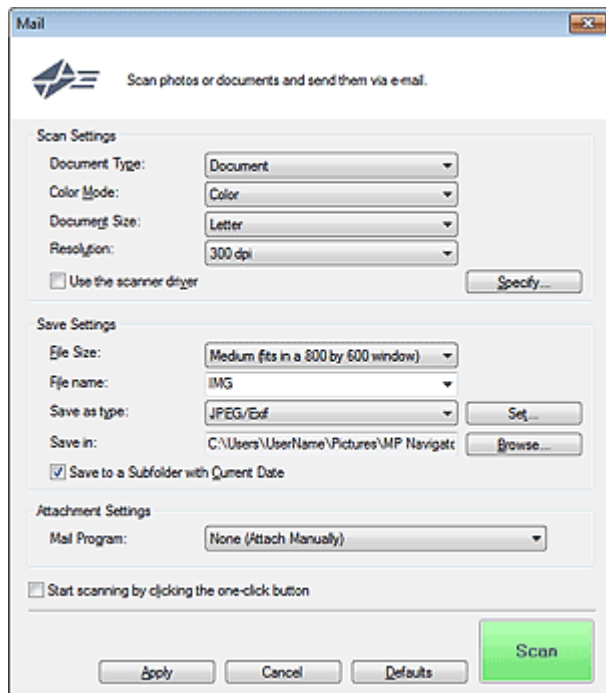 Mail
Scan photos or documents and send them via e-mail.
Scan Settings
Document Type: Document
Color Mode: Color
Document Size: Letter
Resolution: 300 dpi
Use the scanner driver Specify...
Save Settings
File Size: Medium (fits in a 800 by 600 window)
File name: IMG
Save as type: JPEG/Exif Set...
Save in: C:\Users\UserName\Pictures\MP Navigato Browse...
Save to a Subfolder with Current Date
Attachment Settings
Mail Program: None (Attach Manually)
Start scanning by clicking the one-click button
Scan
Apply Cancel Defaults